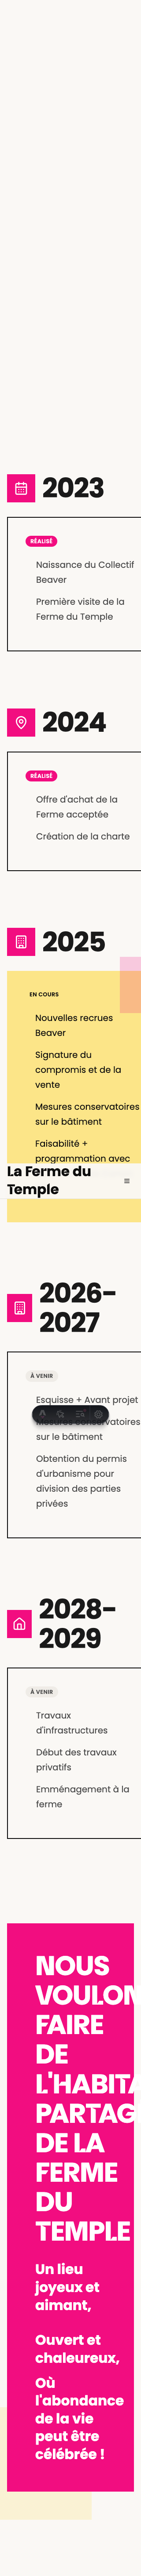 2023
RÉALISÉ
Naissance du Collectif
Beaver
Première visite de la
Ferme du Temple
2024
RÉALISÉ
Offre d'achat de la
Ferme acceptée
Création de la charte
2025
EN COURS
Nouvelles recrues
Beaver
Signature du
compromis et de la
vente
Mesures conservatoires
sur le bâtiment
Faisabilité +
programmation avec
La Ferme du
Temple
2026-
2027
À VENIR
Esquisse + Avant projet
sur le bâtiment
Obtention du permis
d'urbanisme pour
division des parties
privées
2028-
2029
À VENIR
Travaux
d'infrastructures
Début des travaux
privatifs
Emménagement à la
ferme
NOUS
VOULON
FAIRE
DE
L'HABITA
PARTAG
DE LA
FERME
DU
TEMPLE
Un lieu
joyeux et
aimant,
Ouvert et
chaleureux,
Où
l'abondance
de la vie
peut être
célébrée !